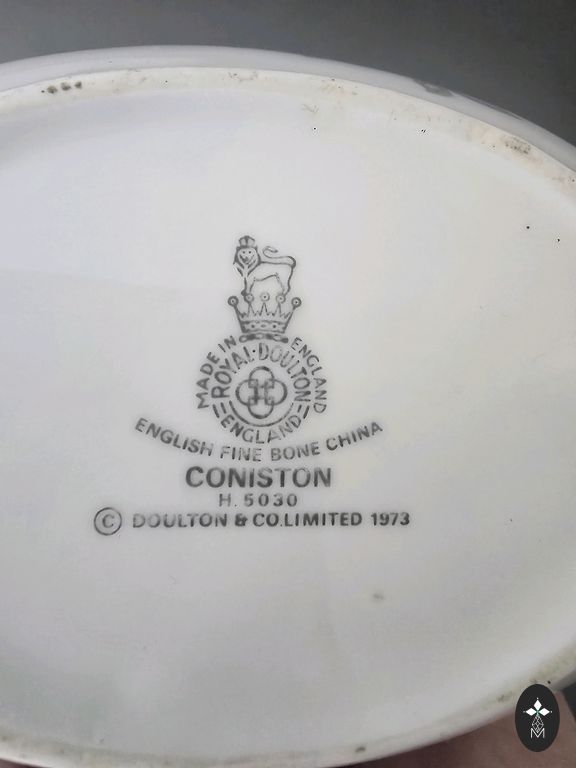 MADE IN ENGLAND
ROYAL·DOULTON
ENGLAND
ENGLISH FINE BONE CHINA
CONISTON
H. 5030
© DOULTON & CO.LIMITED 1973
M